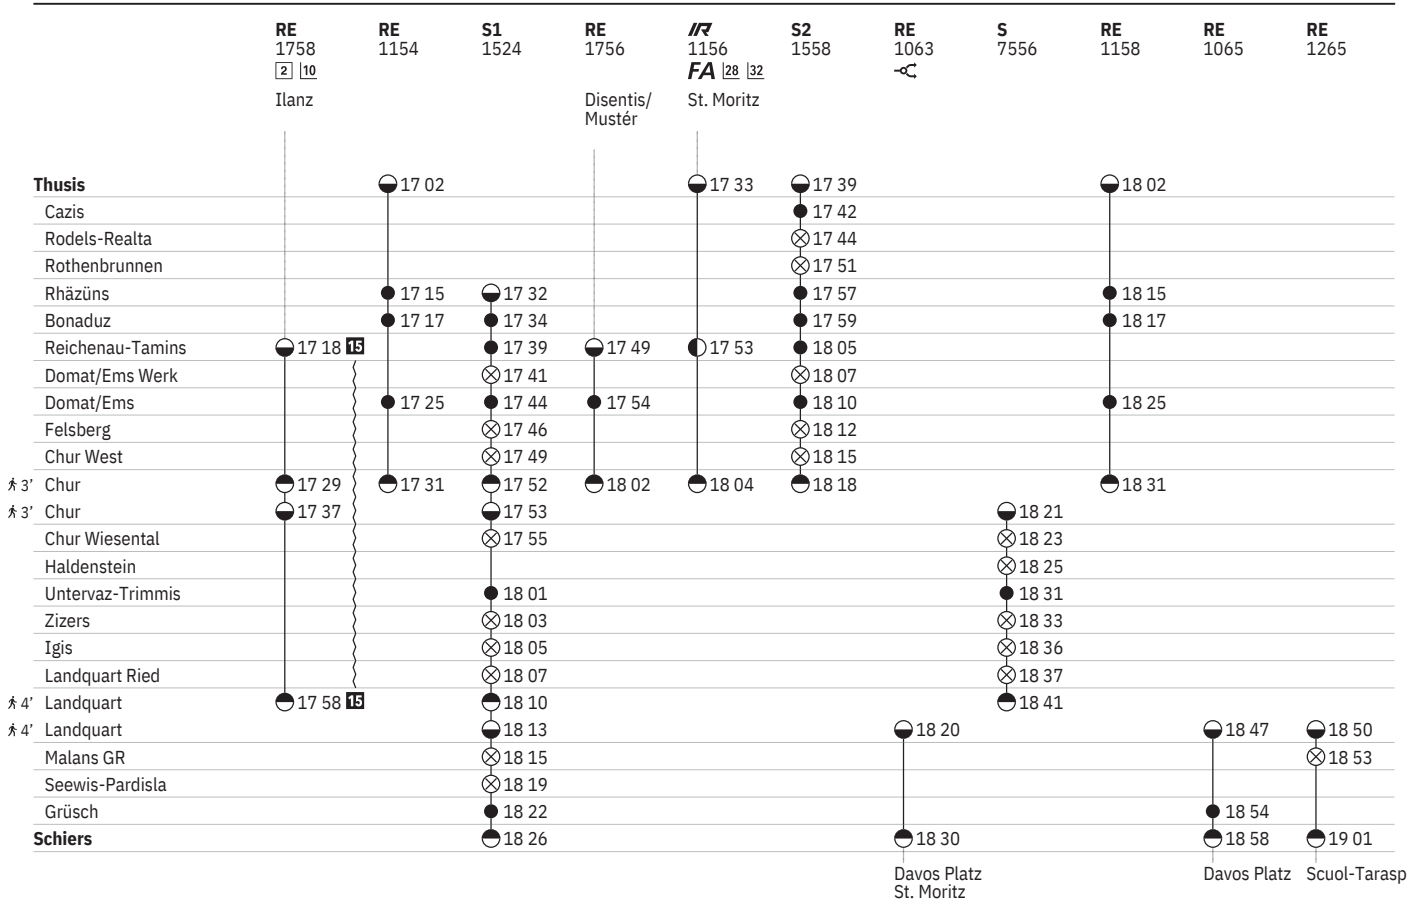 RE RE S1 RE IR S2 RE S RE RE RE
1758 1154 1524 1756 1156 1558 1063 7556 1158 1065 1265
2 10 FA 28 32
Ilanz Disentis/ St. Moritz
Mustér
Thusis 17 02 17 33 17 39 18 02
Cazis 17 42
Rodels-Realta 17 44
Rothenbrunnen 17 51
Rhäzüns 17 15 17 32 17 57 18 15
Bonaduz 17 17 17 34 17 59 18 17
Reichenau-Tamins 17 18 15 17 39 17 49 17 53 18 05
Domat/Ems Werk 17 41 18 07
Domat/Ems 17 25 17 44 17 54 18 10 18 25
Felsberg 17 46 18 12
Chur West 17 49 18 15
3' Chur 17 29 17 31 17 52 18 02 18 04 18 18 18 31
3' Chur 17 37 17 53 18 21
Chur Wiesental 17 55 18 23
Haldenstein 18 25
Untervaz-Trimmis 18 01 18 31
Zizers 18 03 18 33
Igis 18 05 18 36
Landquart Ried 18 07 18 37
4' Landquart 17 58 15 18 10 18 41
4' Landquart 18 13 18 20 18 47 18 50
Malans GR 18 15 18 53
Seewis-Pardisla 18 19
Grüsch 18 22 18 54
Schiers 18 26 18 30 18 58 19 01
Davos Platz Davos Platz Scuol-Tarasp
St. Moritz